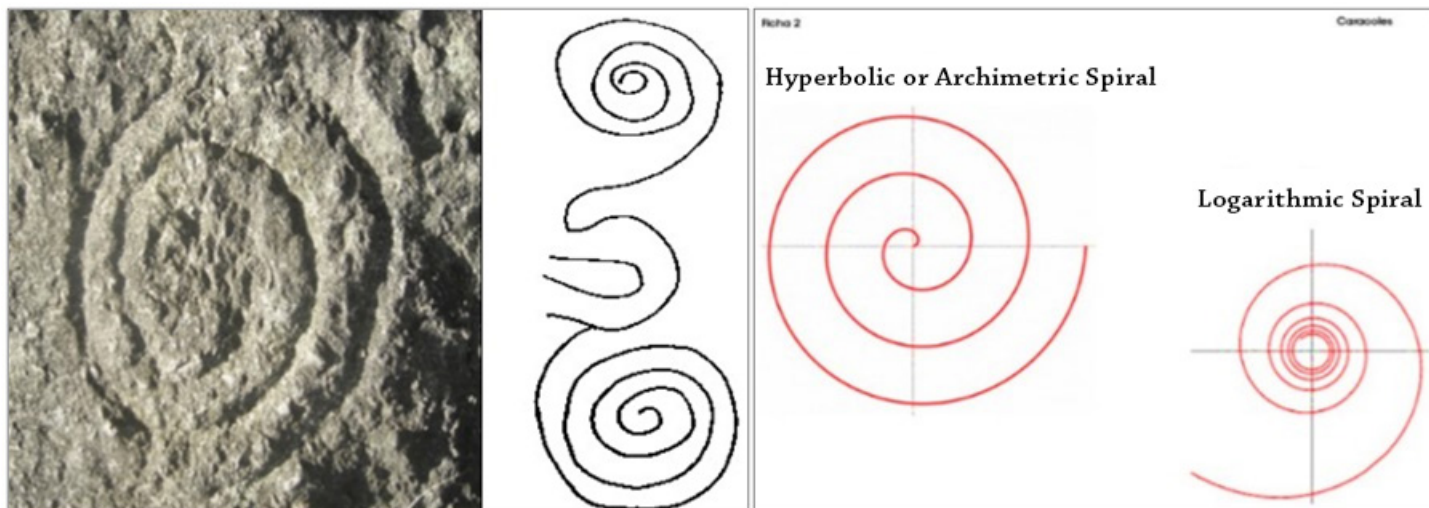 Ficha 2
Caracoles
Hyperbolic or Archimetric Spiral
Logarithmic Spiral